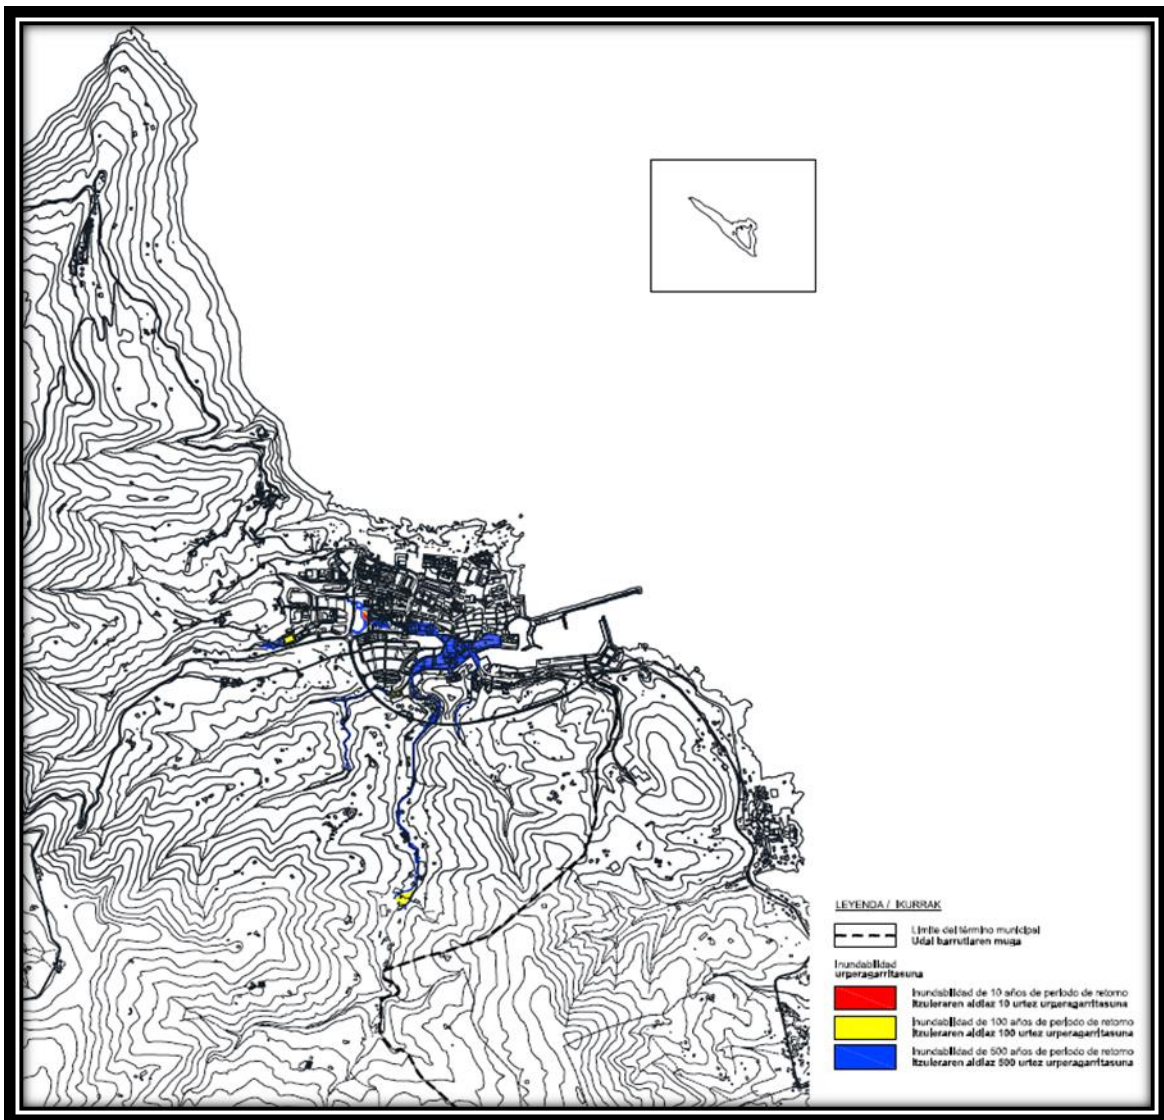 LEYENDA / IKURRAK
Límite del término municipal
Udal barrutiaren muga
Inundabilidad
urperagarritasuna
Inundabilidad de 10 años de periodo de retorno
Itzuleraren aldiaz 10 urtez urperagarritasuna
Inundabilidad de 100 años de periodo de retorno
Itzuleraren aldiaz 100 urtez urperagarritasuna
Inundabilidad de 500 años de periodo de retorno
Itzuleraren aldiaz 500 urtez urperagarritasuna